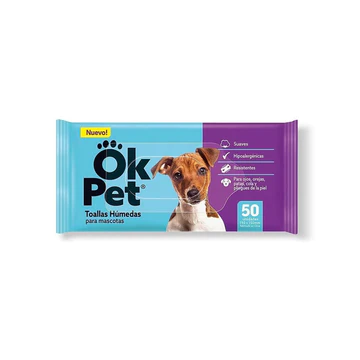 Nuevo!
Ok
Pet®
Toallas Húmedas
para mascotas
Suaves
Hipoalergénicas
Resistentes
Para ojos, orejas,
patas, cola y
pliegues de la piel
50